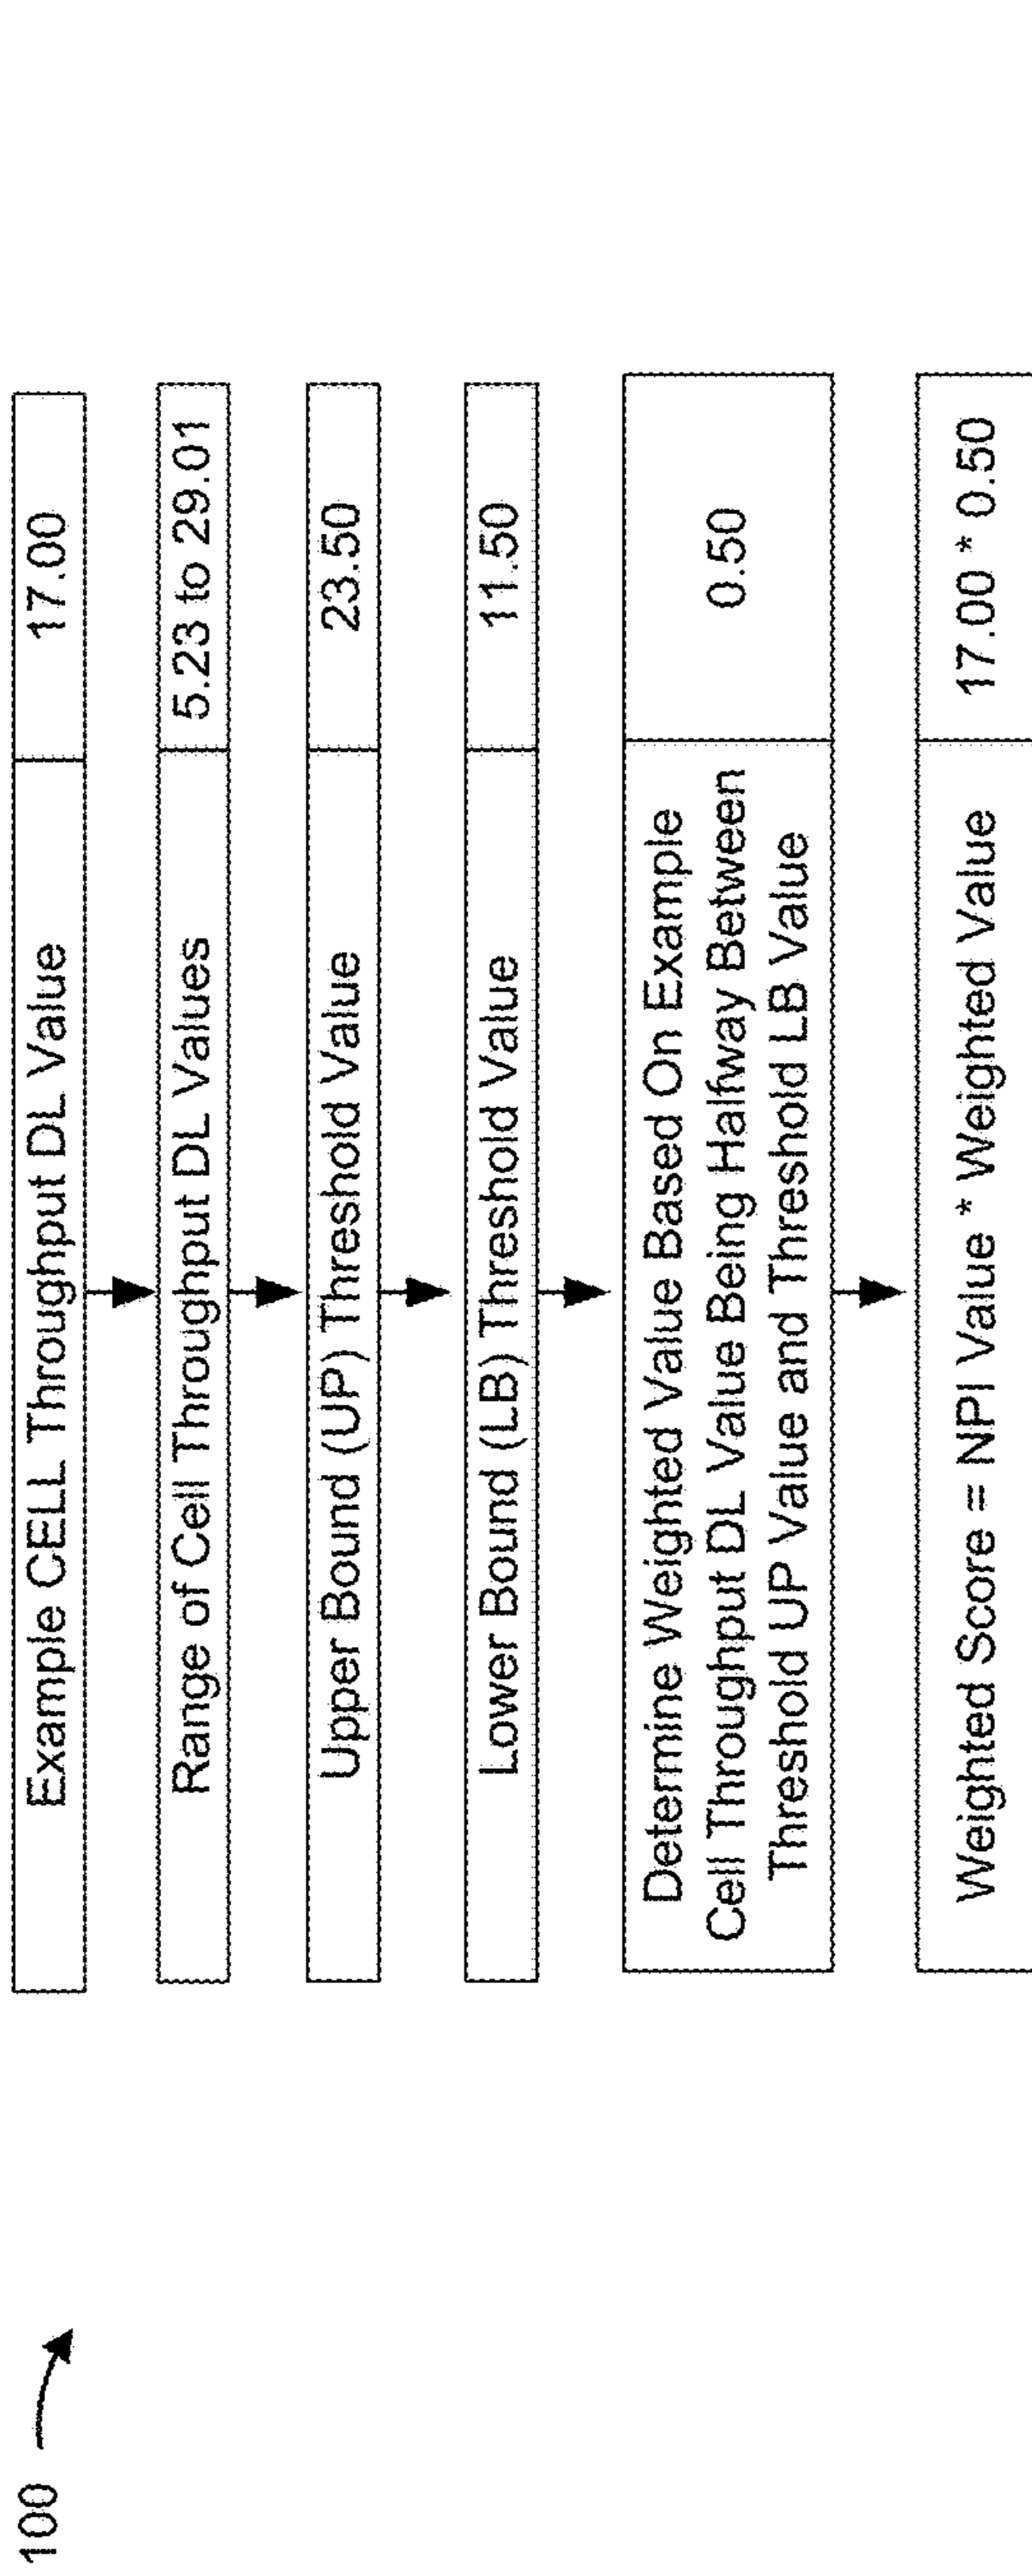 100
Example CELL Throughput DL Value 17.00
Range of Cell Throughput DL Values 5.23 to 29.01
Upper Bound (UP) Threshold Value 23.50
Lower Bound (LB) Threshold Value 11.50
Determine Weighted Value Based On Example
Cell Throughput DL Value Being Halfway Between
Threshold UP Value and Threshold LB Value
0.50
Weighted Score = NPI Value * Weighted Value 17.00 * 0.50